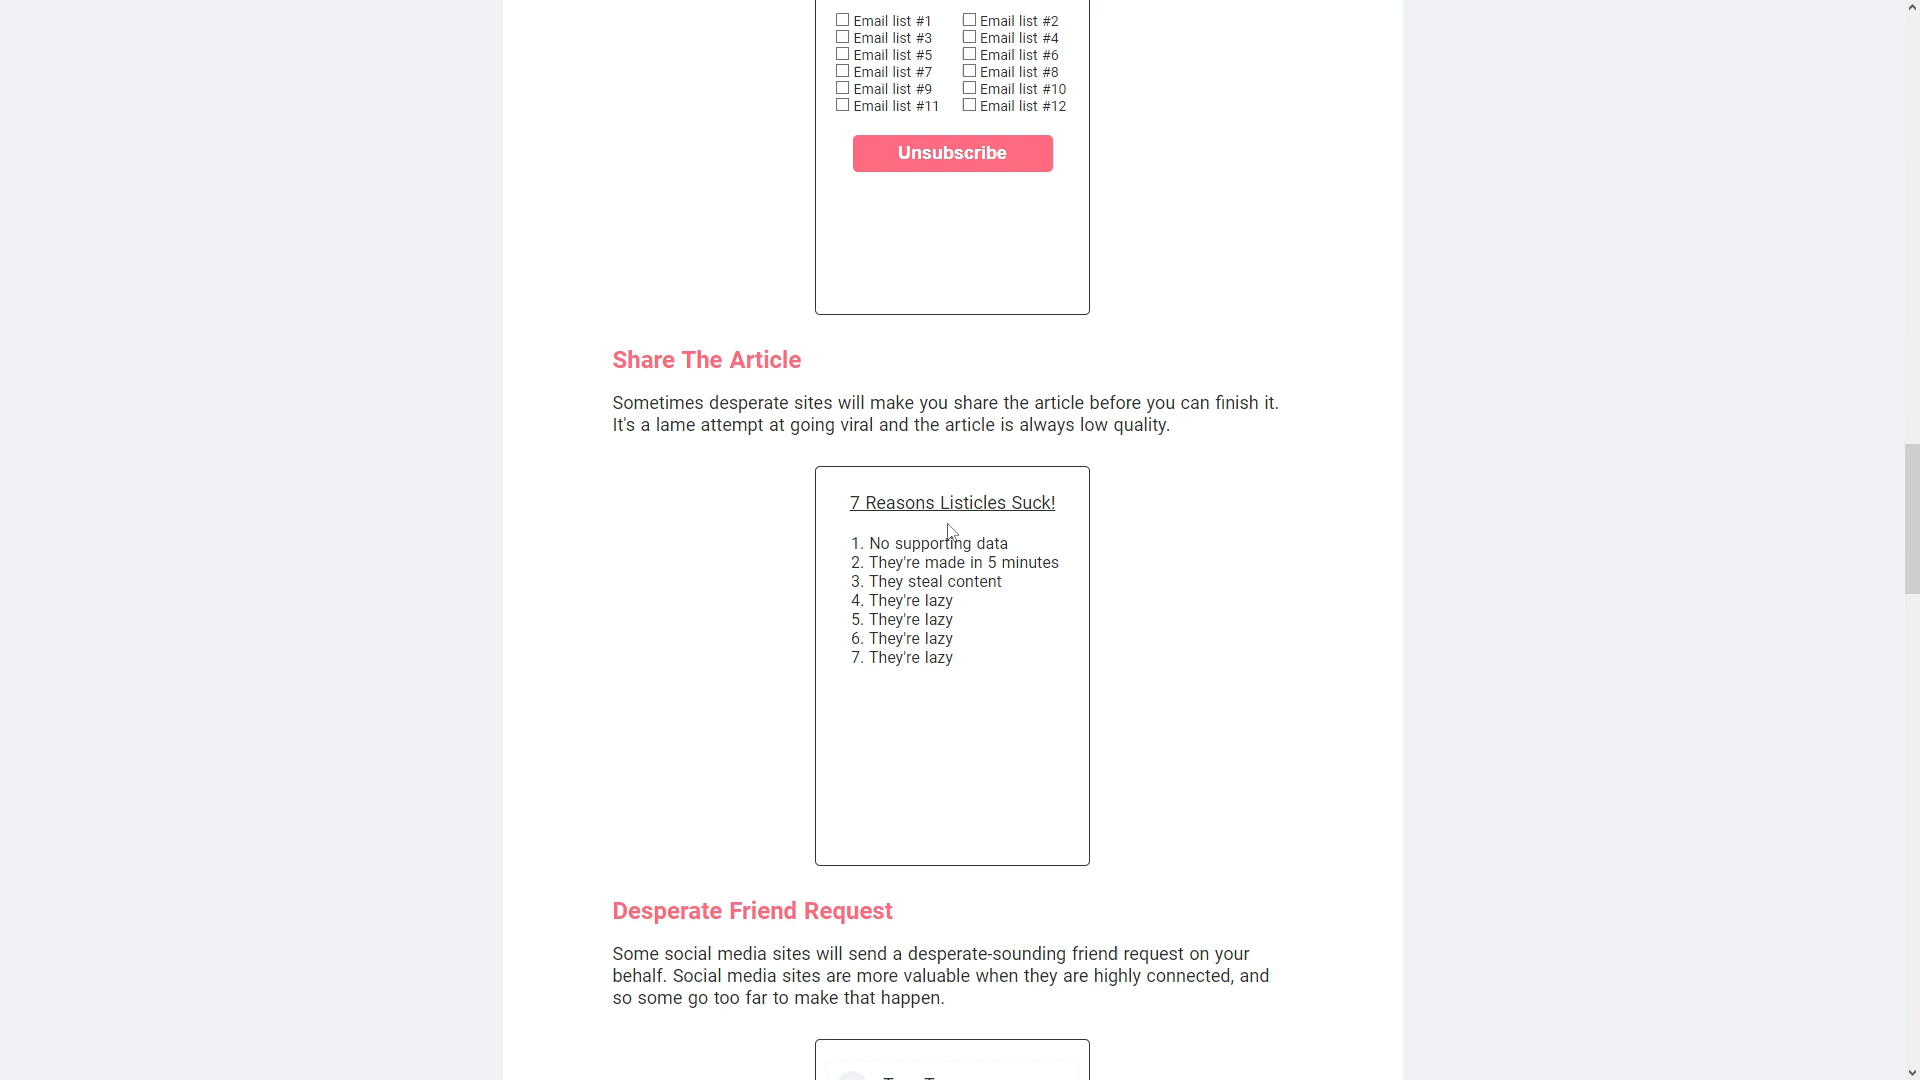 Email list #1 Email list #2
Email list #3 Email list #4
Email list #5 Email list #6
Email list #7 Email list #8
Email list #9 Email list #10
Email list #11 Email list #12
Unsubscribe
Share The Article
Sometimes desperate sites will make you share the article before you can finish it.
It's a lame attempt at going viral and the article is always low quality.
7 Reasons Listicles Suck!
1. No supporting data
2. They're made in 5 minutes
3. They steal content
4. They're lazy
5. They're lazy
6. They're lazy
7. They're lazy
Desperate Friend Request
Some social media sites will send a desperate-sounding friend request on your
behalf. Social media sites are more valuable when they are highly connected, and
so some go too far to make that happen.